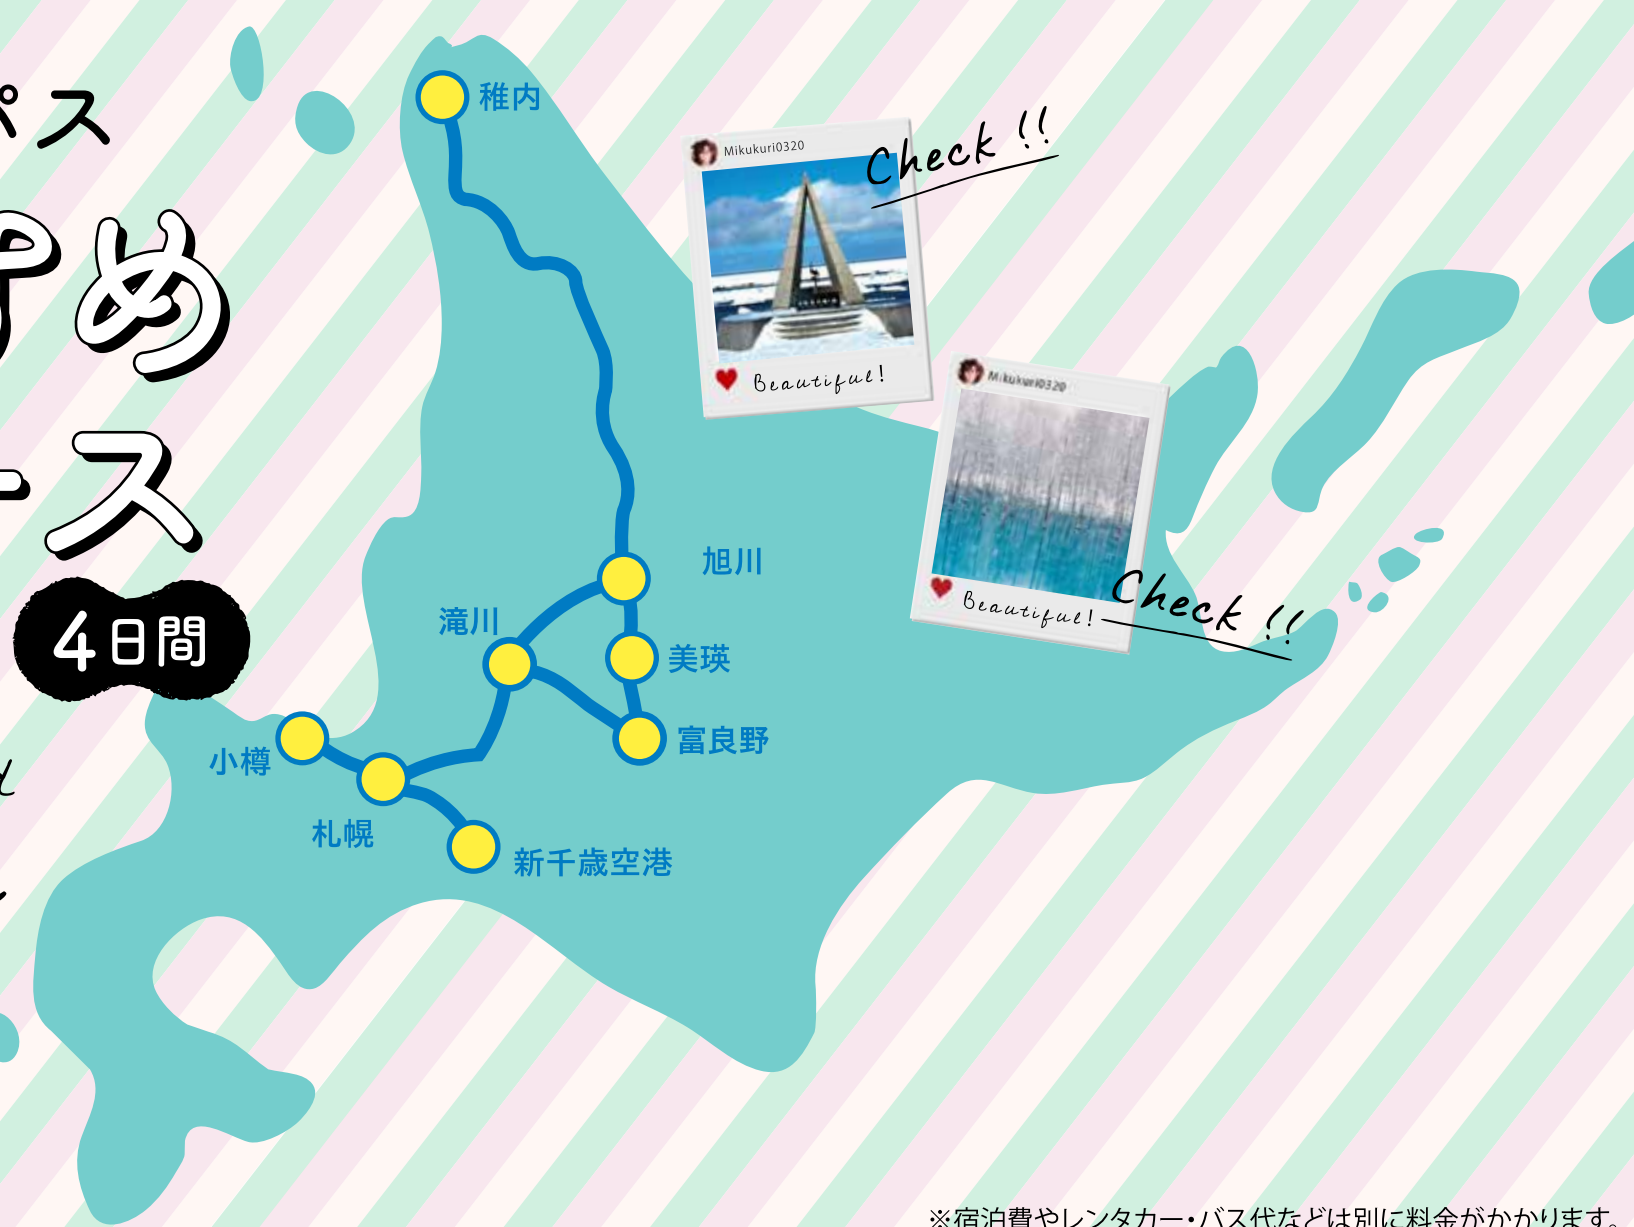 パス
すめ
ース
4日間
稚内
Mikukuri0320
Check !!
Beautiful!
Mikukuri0320
Beautiful!
Check !!
旭川
滝川
美瑛
富良野
小樽
札幌
新千歳空港
※宿泊費やレンタカー・バス代などは別に料金がかかります。